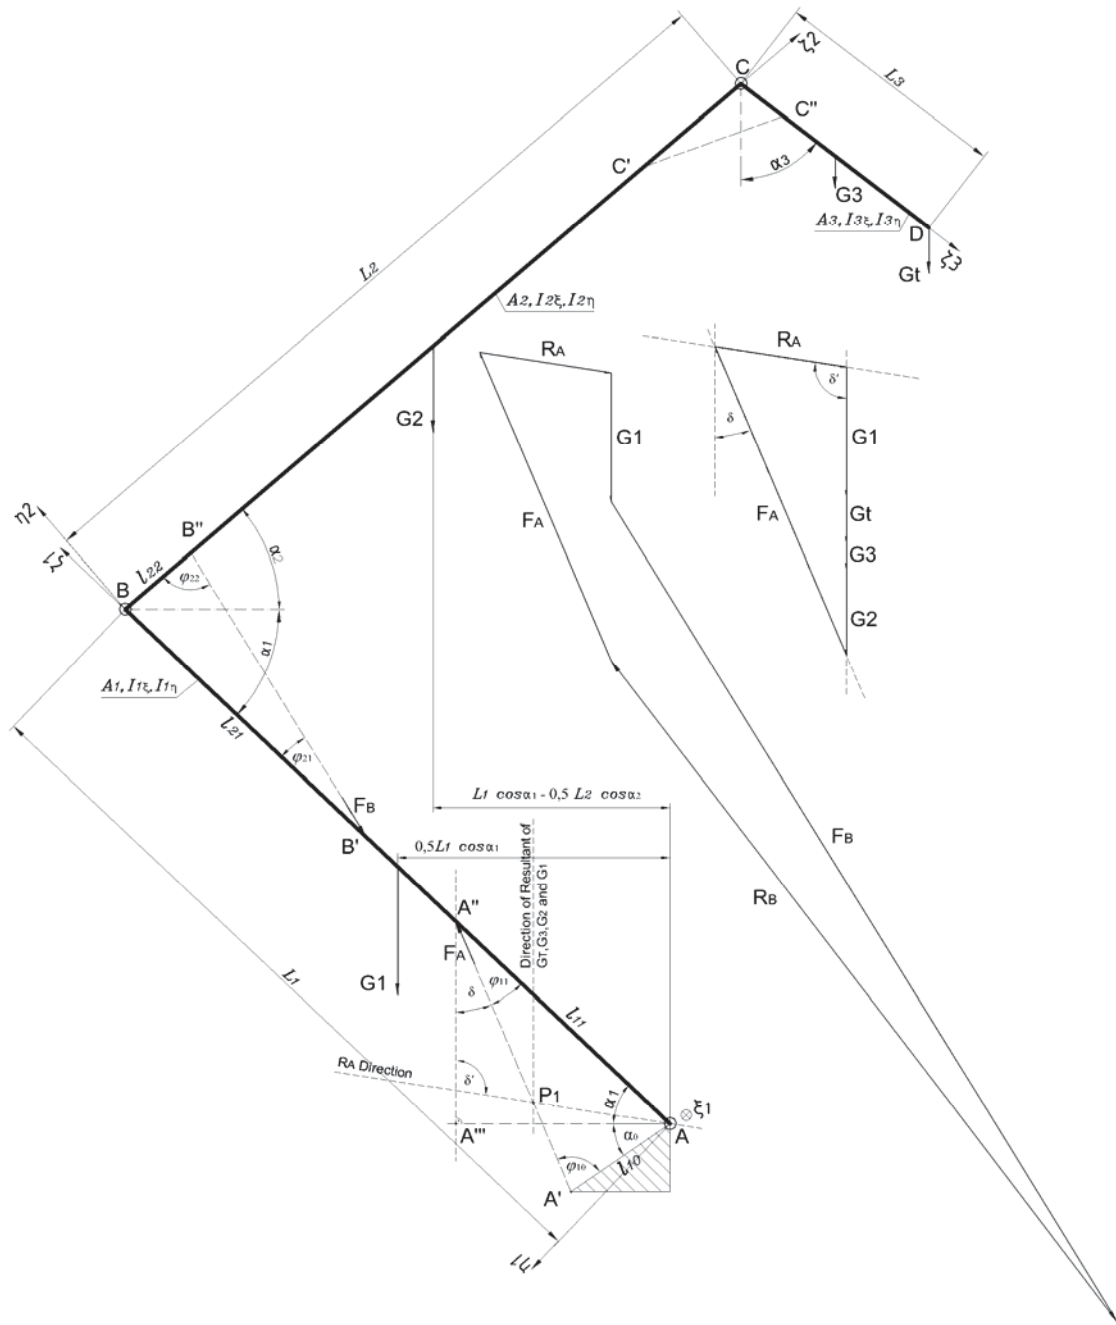 C
ζ2
L3
C''
C'
α3
G3
A3, I3ξ, I3η
D
ζ3
Gt
L2
A2, I2ξ, I2η
RA
RA
δ'
δ
G2
G1
G1
FA
FA
Gt
G3
G2
η2
ζ1
B''
l22
φ22
α2
B
α1
A1, I1ξ, I1η
l21
φ21
L1 cosα1 - 0,5 L2 cosα2
FB
B'
0,5L1 cosα1
FB
RB
Direction of Resultant of
GT, G3, G2 and G1
A''
FA
G1
δ
φ11
l11
L1
RA Direction
δ'
P1
α1
ξ1
A'''
α0
A
φ10
l10
A'
η1